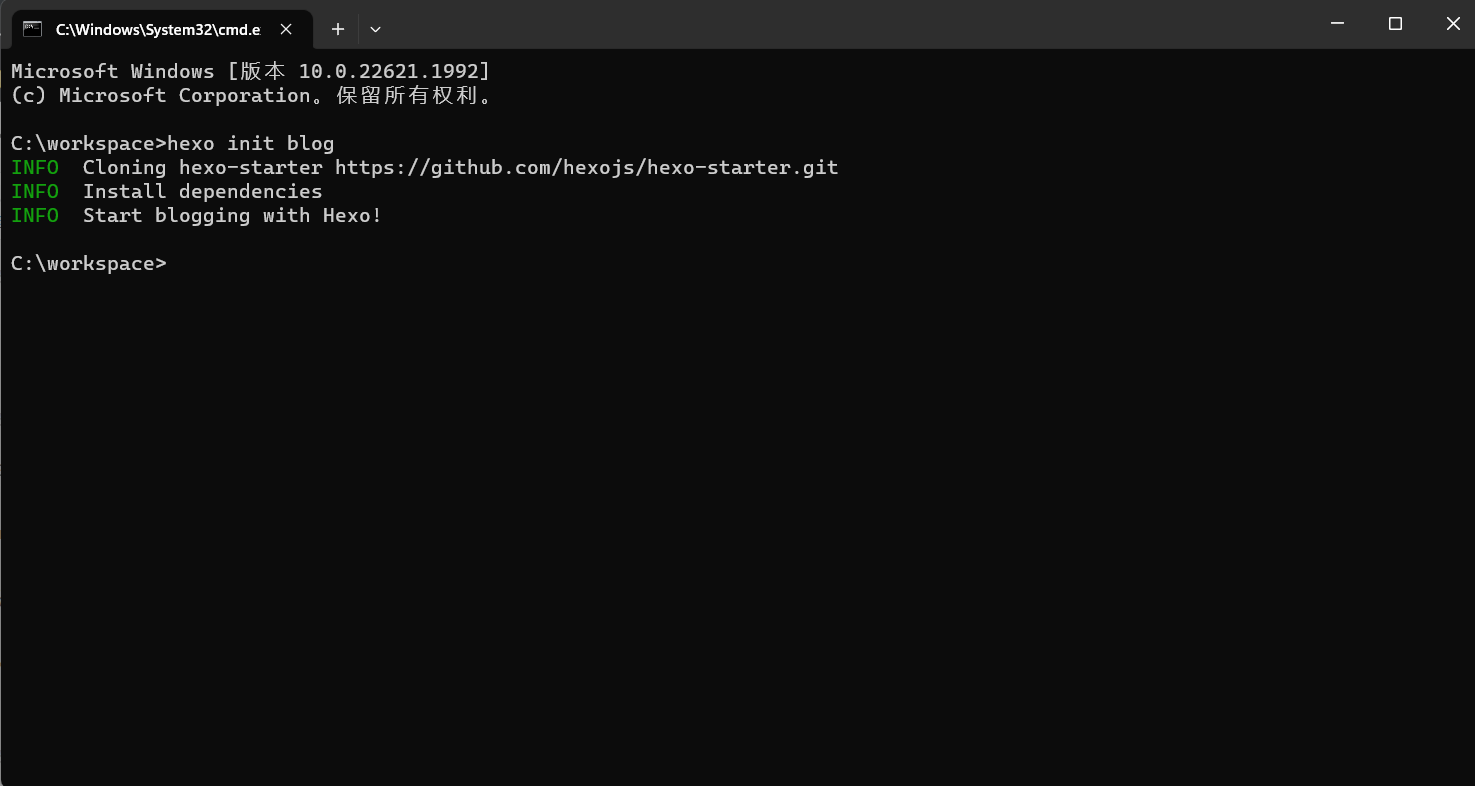 C:\Windows\System32\cmd.e
Microsoft Windows [版本 10.0.22621.1992]
(c) Microsoft Corporation。保留所有权利。
C:\workspace>hexo init blog
INFO  Cloning hexo-starter https://github.com/hexojs/hexo-starter.git
INFO  Install dependencies
INFO  Start blogging with Hexo!
C:\workspace>